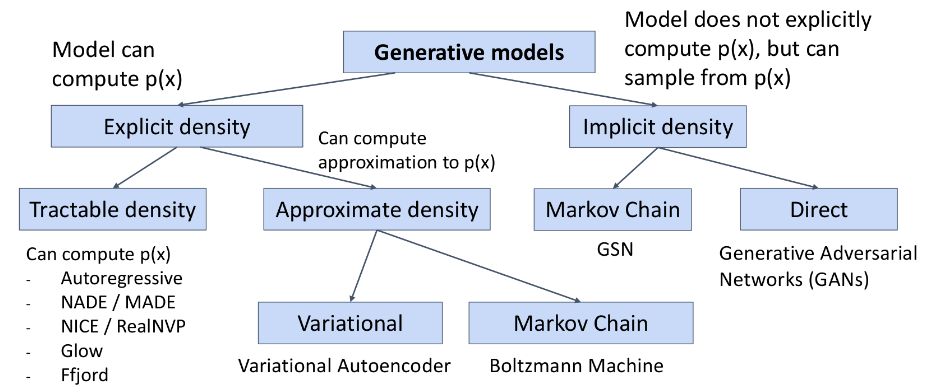 Generative models
Model can
compute p(x)
Model does not explicitly
compute p(x), but can
sample from p(x)
Explicit density
Implicit density
Can compute
approximation to p(x)
Tractable density
Approximate density
Markov Chain
Direct
Can compute p(x)
- Autoregressive
- NADE / MADE
- NICE / RealNVP
- Glow
- Ffjord
GSN
Generative Adversarial
Networks (GANs)
Variational
Markov Chain
Variational Autoencoder
Boltzmann Machine